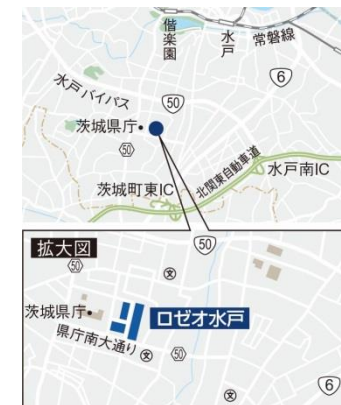 偕楽園
水戸
常磐線
6
水戸バイパス
50
茨城県庁
50
北関東自動車道
水戸南IC
茨城町東IC
50
拡大図
50
文
茨城県庁
ロゼオ水戸
県庁南大通り
文
50
6
文